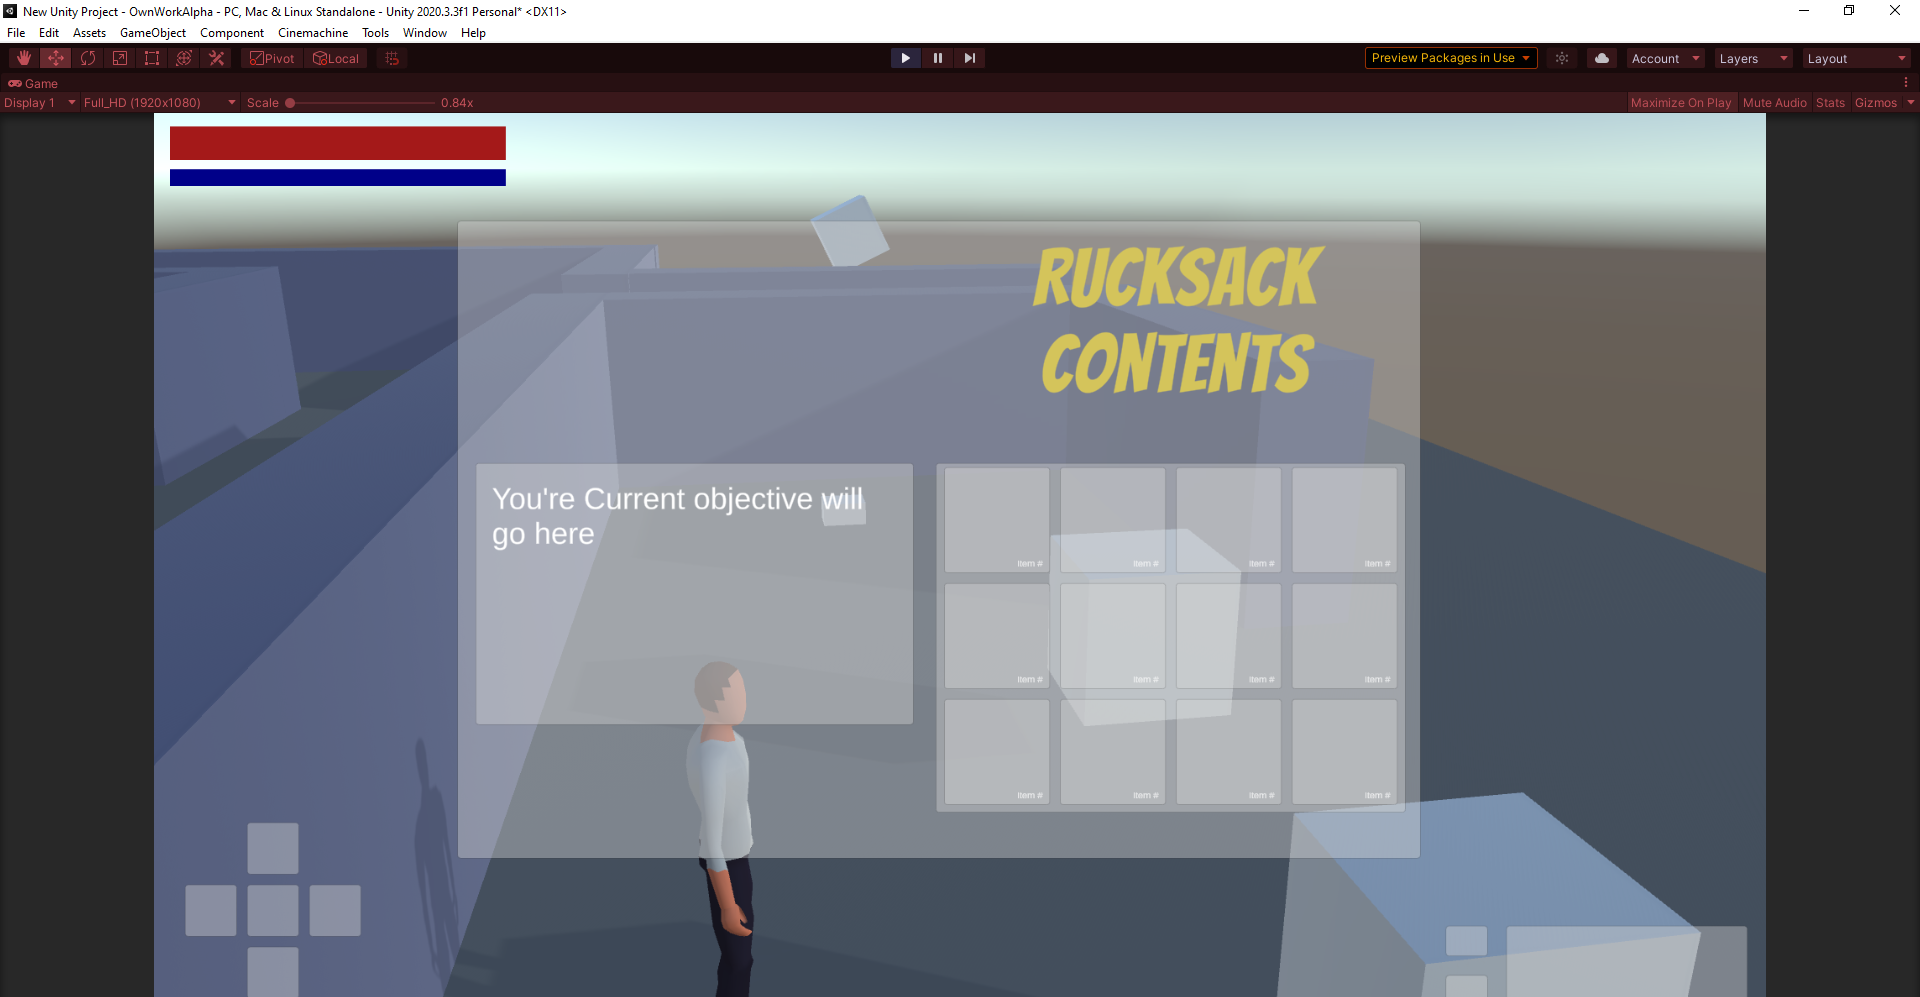 New Unity Project - OwnWorkAlpha - PC, Mac & Linux Standalone - Unity 2020.3.3f1 Personal* <DX11>
File Edit Assets GameObject Component Cinemachine Tools Window Help
Pivot Local Preview Packages in Use Account Layers Layout
Game
Display 1 Full_HD (1920x1080) Scale 0.84x Maximize On Play Mute Audio Stats Gizmos
RUCKSACK
CONTENTS
You're Current objective will
go here
Item # Item # Item # Item #
Item # Item # Item # Item #
Item # Item # Item # Item #